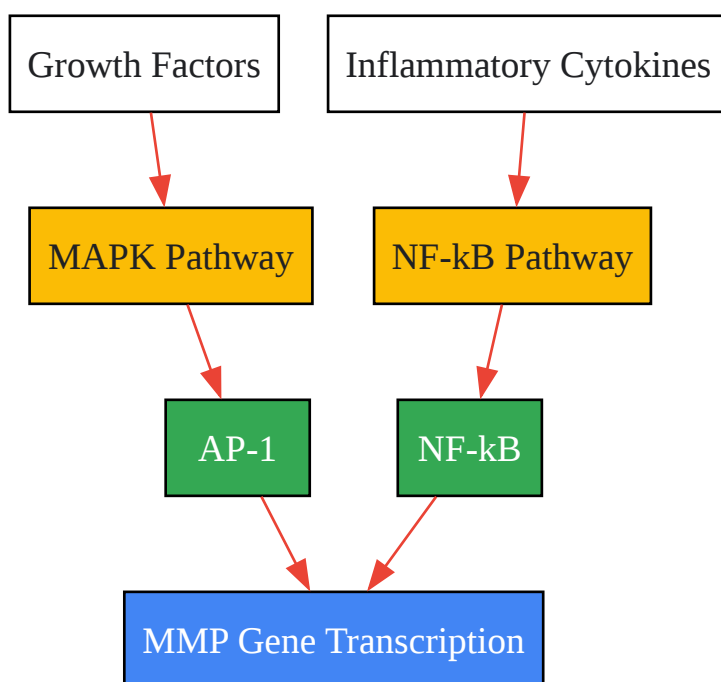 Growth Factors
Inflammatory Cytokines
MAPK Pathway
NF-kB Pathway
AP-1
NF-kB
MMP Gene Transcription